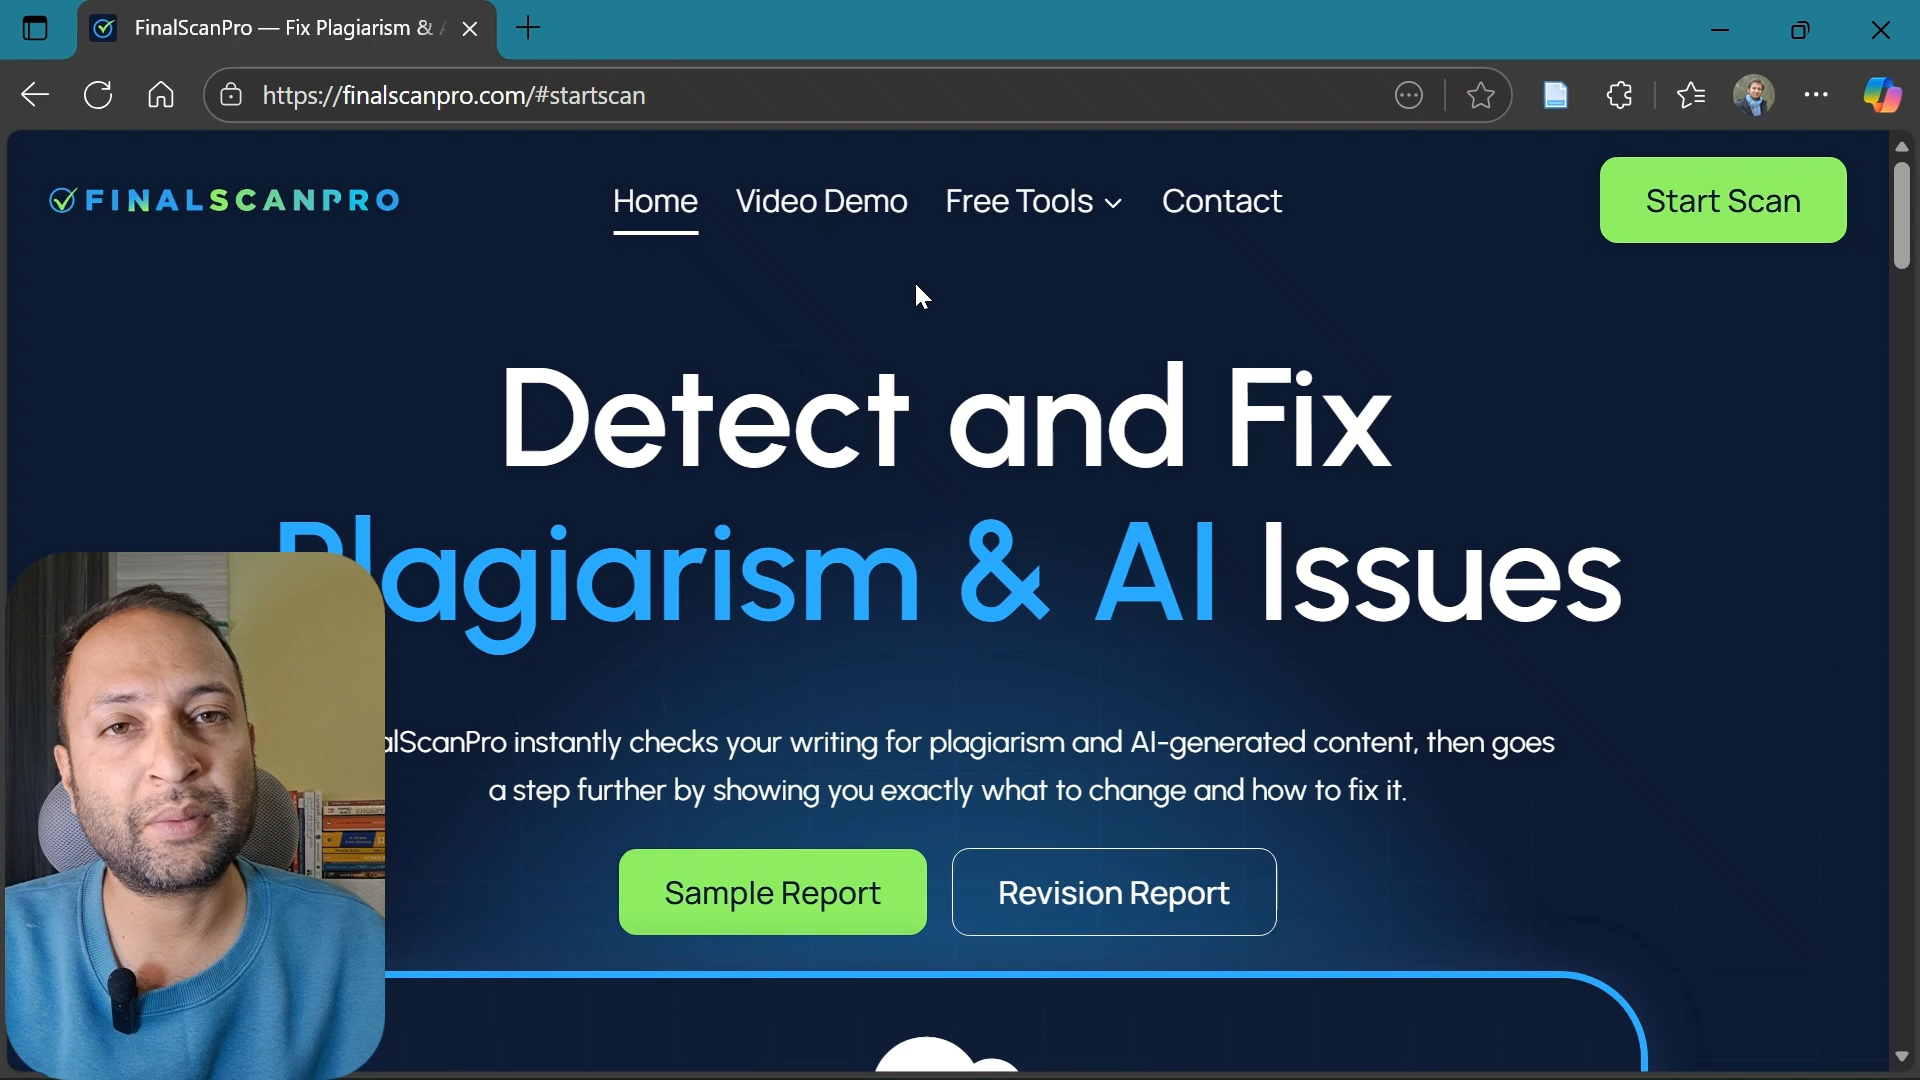 FinalScanPro — Fix Plagiarism &
https://finalscanpro.com/#startscan
FINALSCANPRO
Home
Video Demo
Free Tools
Contact
Start Scan
Detect and Fix
Plagiarism & AI Issues
alScanPro instantly checks your writing for plagiarism and AI-generated content, then goes
a step further by showing you exactly what to change and how to fix it.
Sample Report
Revision Report